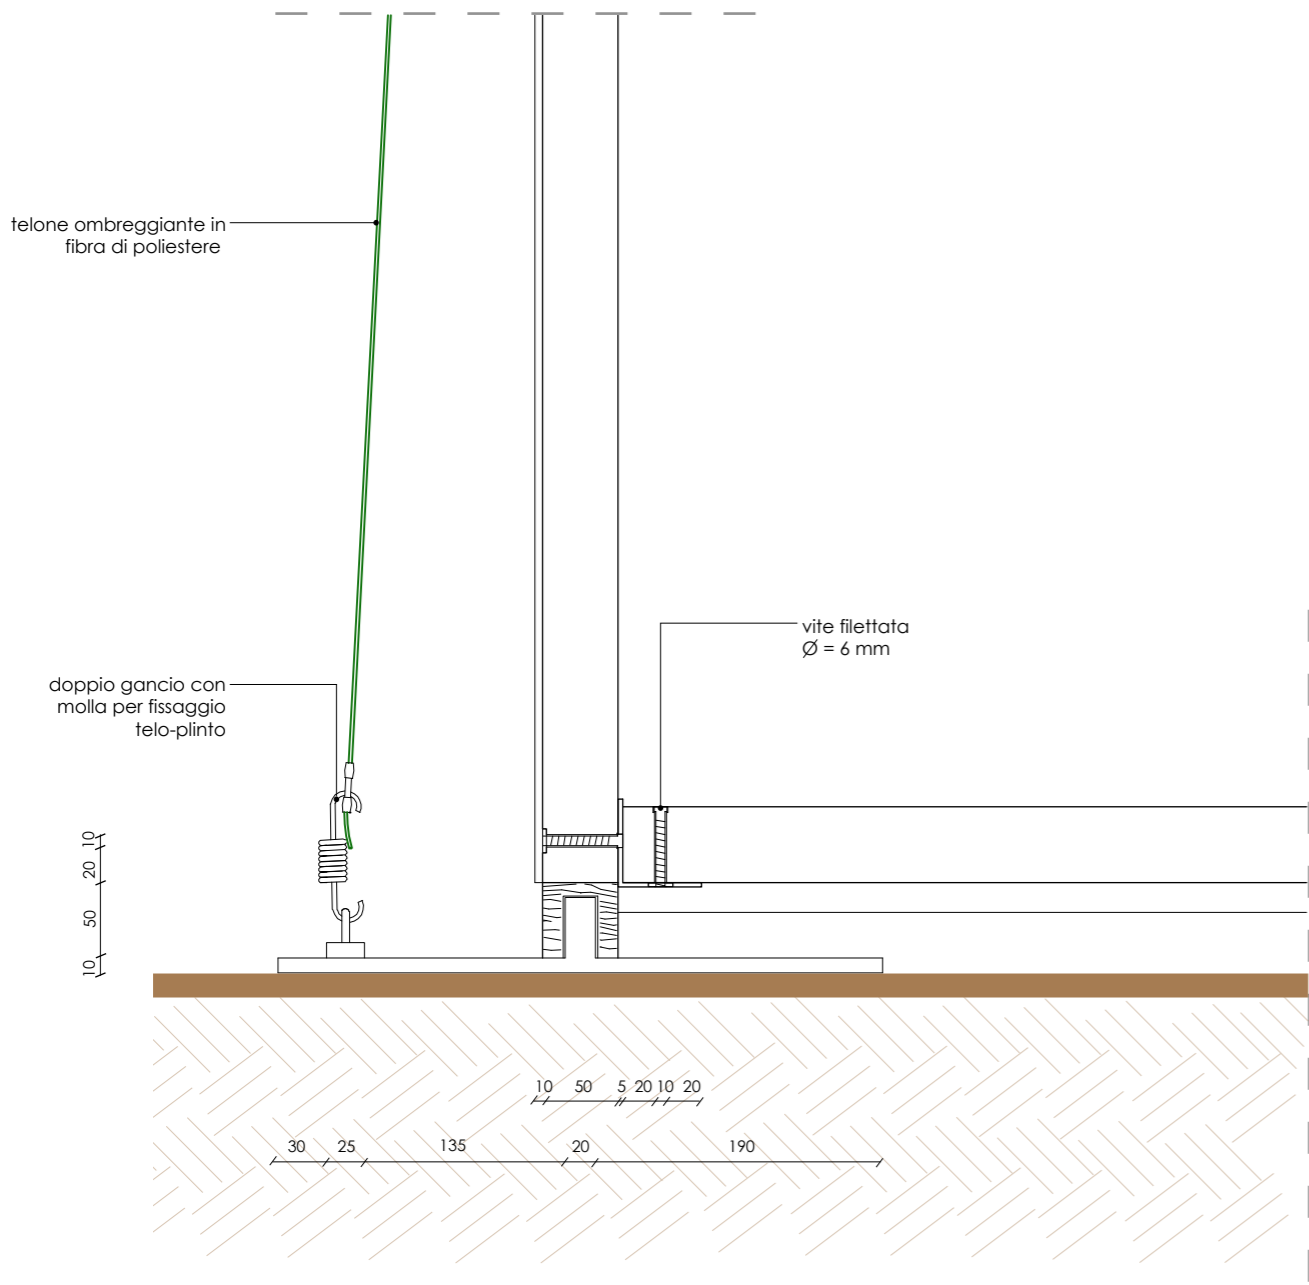 telone ombreggiante in
fibra di poliestere
vite filettata
Ø = 6 mm
doppio gancio con
molla per fissaggio
telo-plinto
10
20
50
10
10 50 5 20 10 20
30 25 135 20 190